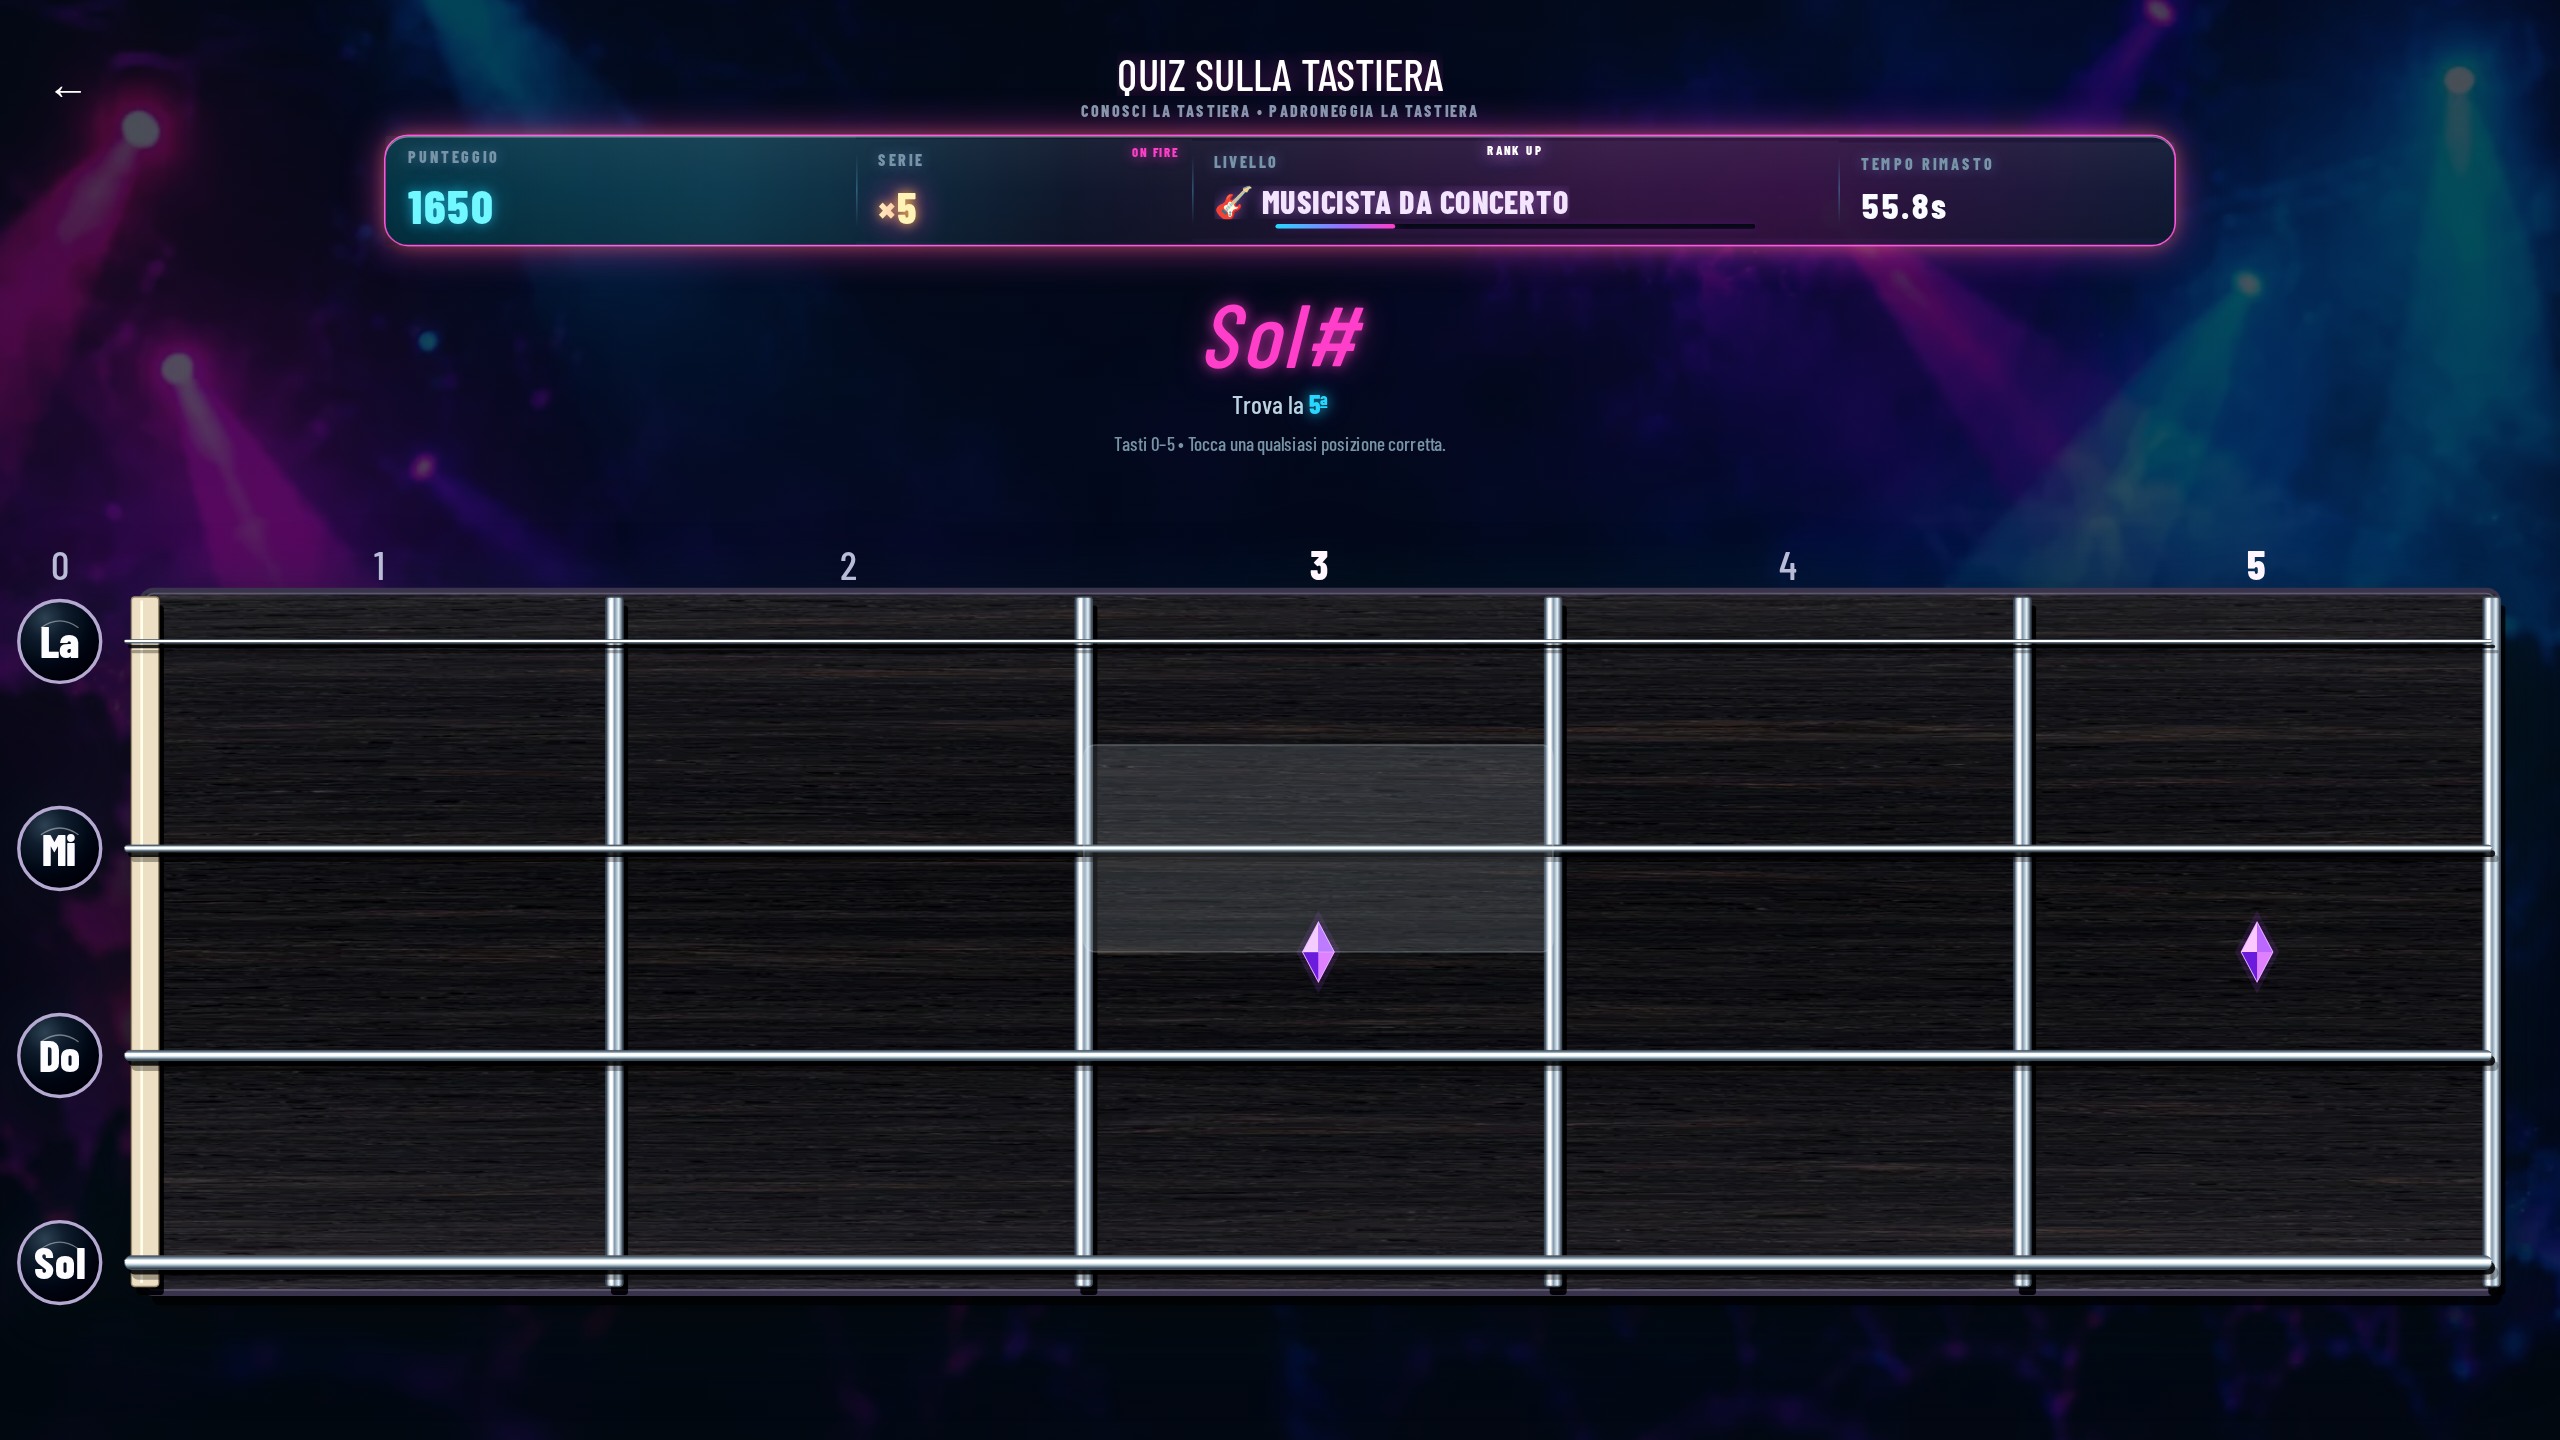 ←
QUIZ SULLA TASTIERA
CONOSCI LA TASTIERA • PADRONEGGIA LA TASTIERA
PUNTEGGIO
1650
SERIE
×5
ON FIRE
LIVELLO
RANK UP
MUSICISTA DA CONCERTO
TEMPO RIMASTO
55.8s
Sol#
Trova la 5ª
Tasti 0–5 • Tocca una qualsiasi posizione corretta.
0 1 2 3 4 5
La
Mi
Do
Sol